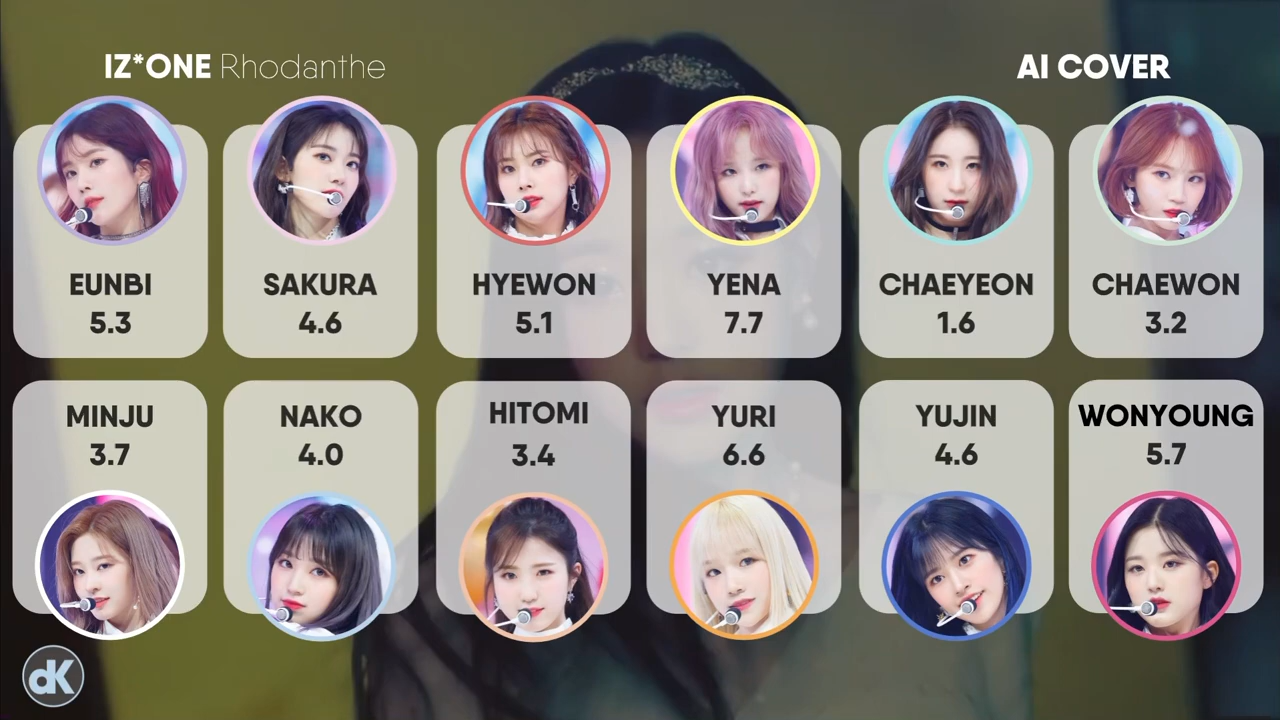 IZ*ONE Rhodanthe
AI COVER
EUNBI
5.3
SAKURA
4.6
HYEWON
5.1
YENA
7.7
CHAEYEON
1.6
CHAEWON
3.2
MINJU
3.7
NAKO
4.0
HITOMI
3.4
YURI
6.6
YUJIN
4.6
WONYOUNG
5.7
dK